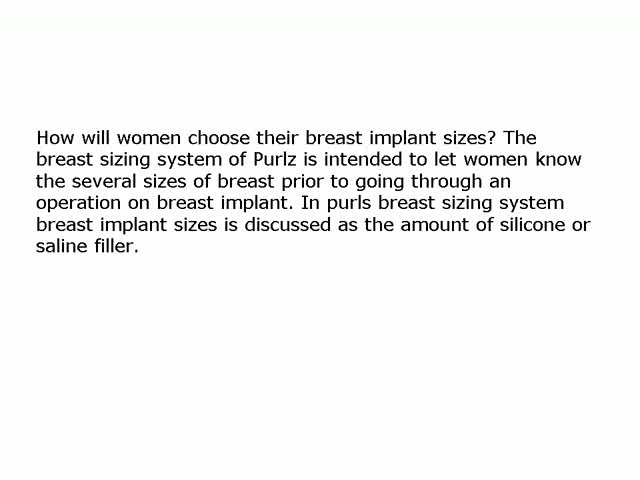 How will women choose their breast implant sizes? The
breast sizing system of Purlz is intended to let women know
the several sizes of breast prior to going through an
operation on breast implant. In purls breast sizing system
breast implant sizes is discussed as the amount of silicone or
saline filler.